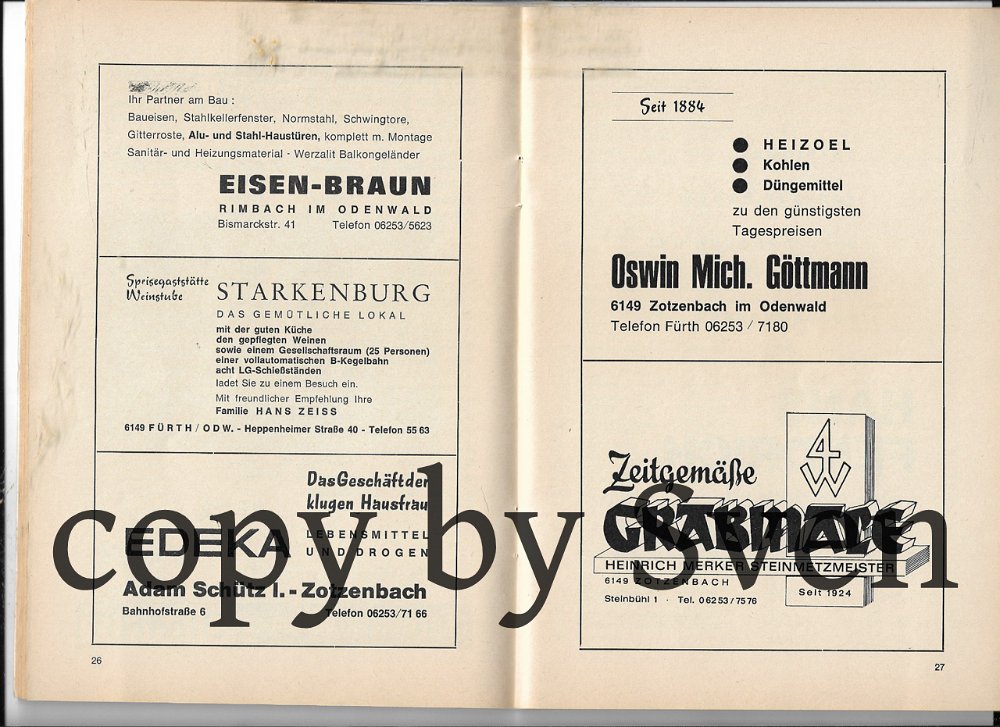 Ihr Partner am Bau :
Baueisen, Stahlkellerfenster, Normstahl, Schwingtore,
Gitterroste, Alu- und Stahl-Haustüren, komplett m. Montage
Sanitär- und Heizungsmaterial - Werzalit Balkongeländer
EISEN-BRAUN
RIMBACH IM ODENWALD
Bismarckstr. 41 Telefon 06253/5623
Speisegaststätte
Weinstube
STARKENBURG
DAS GEMÜTLICHE LOKAL
mit der guten Küche
den gepflegten Weinen
sowie einem Gesellschaftsraum (25 Personen)
einer vollautomatischen B-Kegelbahn
acht LG-Schießständen
ladet Sie zu einem Besuch ein.
Mit freundlicher Empfehlung Ihre
Familie HANS ZEISS
6149 FÜRTH / ODW. - Heppenheimer Straße 40 - Telefon 55 63
Das Geschäft der
klugen Hausfrau
EDEKA
LEBENSMITTEL
UND DROGEN
Adam Schütz I. - Zotzenbach
Bahnhofstraße 6 Telefon 06253/71 66
26
Seit 1884
HEIZOEL
Kohlen
Düngemittel
zu den günstigsten
Tagespreisen
Oswin Mich. Göttmann
6149 Zotzenbach im Odenwald
Telefon Fürth 06253 / 7180
Zeitgemäße
GRABMALE
HEINRICH MERKER STEINMETZMEISTER
6149 ZOTZENBACH
Steinbühl 1 · Tel. 06253/7576
Seit 1924
27
copy by Sven